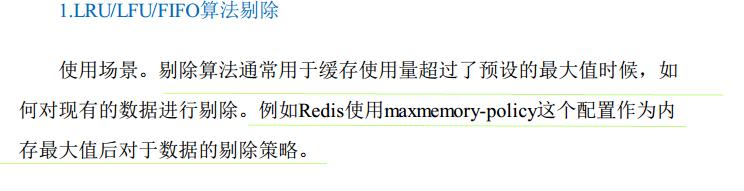 1.LRU/LFU/FIFO算法剔除
使用场景。剔除算法通常用于缓存使用量超过了预设的最大值时候，如
何对现有的数据进行剔除。例如Redis使用maxmemory-policy这个配置作为内
存最大值后对于数据的剔除策略。